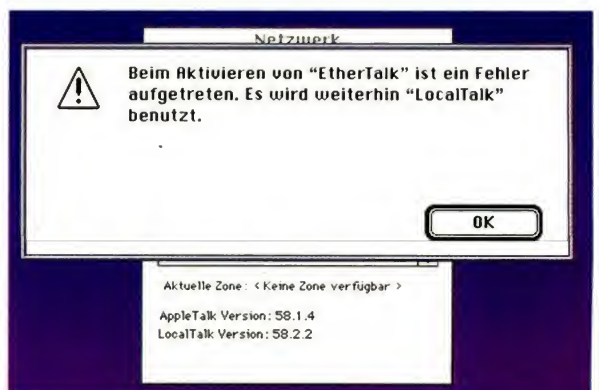 Netzwerk
Beim Aktivieren von “EtherTalk” ist ein Fehler
aufgetreten. Es wird weiterhin “LocalTalk”
benutzt.
OK
Aktuelle Zone: < Keine Zone verfügbar >
AppleTalk Version: 58.1.4
LocalTalk Version: 58.2.2